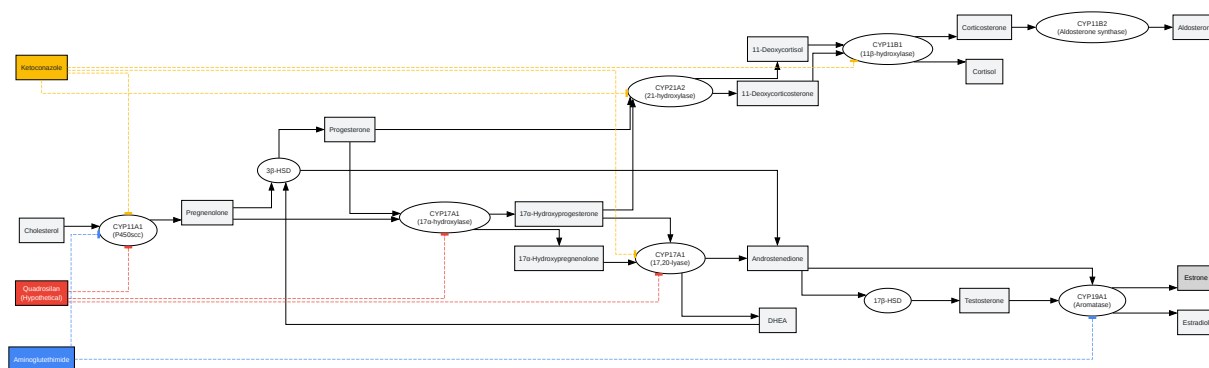 CYP11B2
(Aldosterone synthase)
Corticosterone
Aldosteron
11-Deoxycortisol
CYP11B1
(11β-hydroxylase)
Cortisol
Ketoconazole
CYP21A2
(21-hydroxylase)
11-Deoxycorticosterone
Progesterone
3β-HSD
Pregnenolone
Cholesterol
CYP11A1
(P450scc)
CYP17A1
(17α-hydroxylase)
17α-Hydroxyprogesterone
17α-Hydroxypregnenolone
CYP17A1
(17,20-lyase)
Androstenedione
Quadrosilan
(Hypothetical)
Estrone
17β-HSD
Testosterone
CYP19A1
(Aromatase)
DHEA
Estradiol
Aminoglutethimide